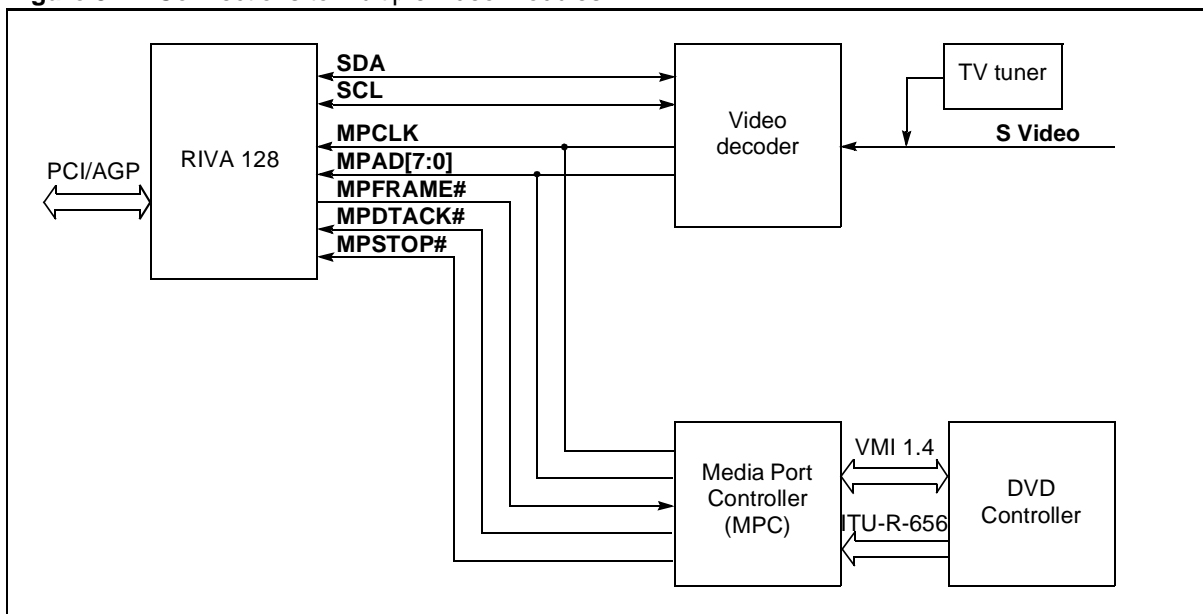 SDA
SCL
MPCLK
MPAD[7:0]
MPFRAME#
MPDTACK#
MPSTOP#
PCI/AGP
RIVA 128
Video
decoder
TV tuner
S Video
Media Port
Controller
(MPC)
VMI 1.4
ITU-R-656
DVD
Controller